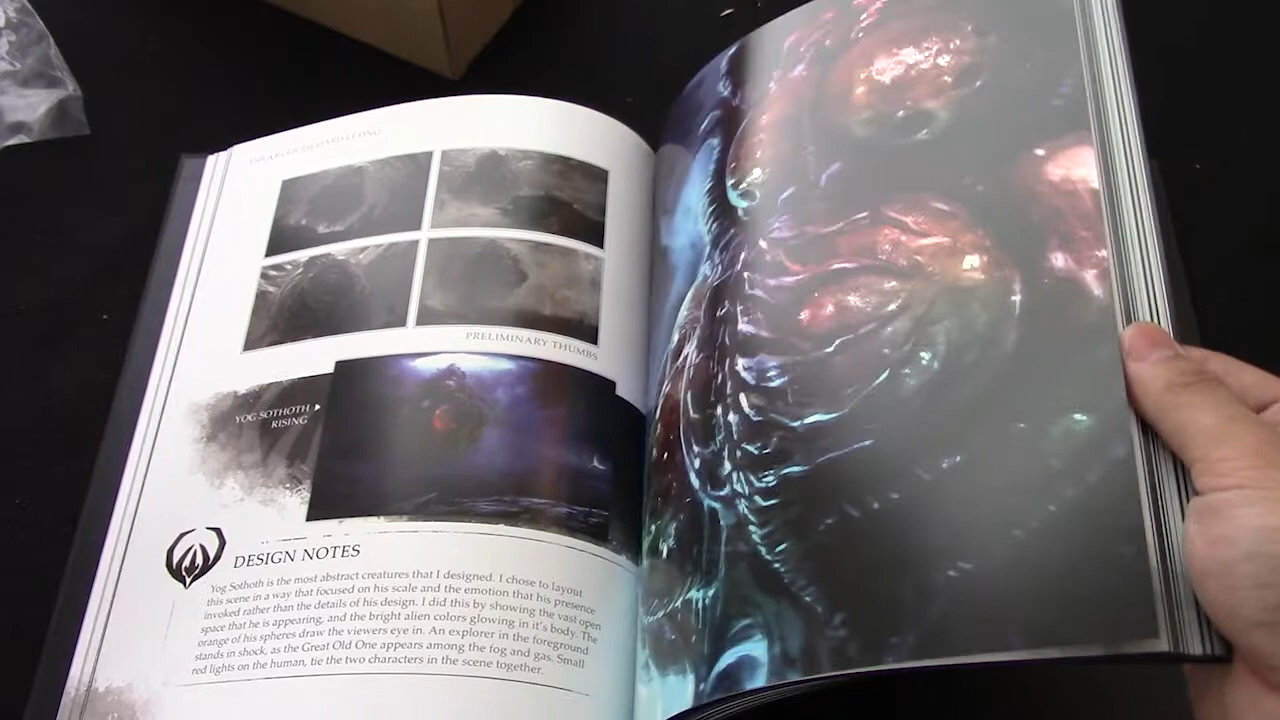 THE ART OF RICHARD LUONG
PRELIMINARY THUMBS
YOG SOTHOTH
RISING
DESIGN NOTES
Yog Sothoth is the most abstract creatures that I designed. I chose to layout
this scene in a way that focused on his scale and the emotion that his presence
invoked rather than the details of his design. I did this by showing the vast open
space that he is appearing, and the bright alien colors glowing in it's body. The
orange of his spheres draw the viewers eye in. An explorer in the foreground
stands in shock, as the Great Old One appears among the fog and gas. Small
red lights on the human, tie the two characters in the scene together.